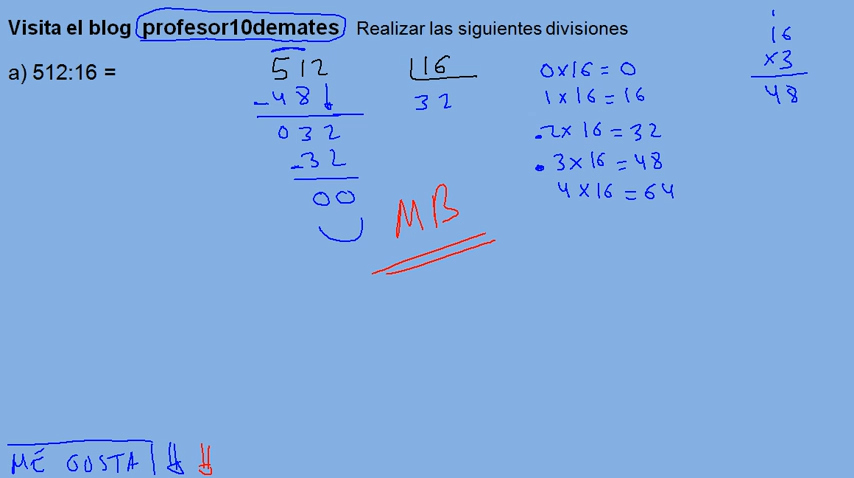 Visita el blog profesor10demates Realizar las siguientes divisiones
a) 512:16 =
512 16
-48 32
032
-32
00
MB
0x16=0
1x16=16
.2x16=32
.3x16=48
4x16=64
1
16
x3
48
ME GUSTA